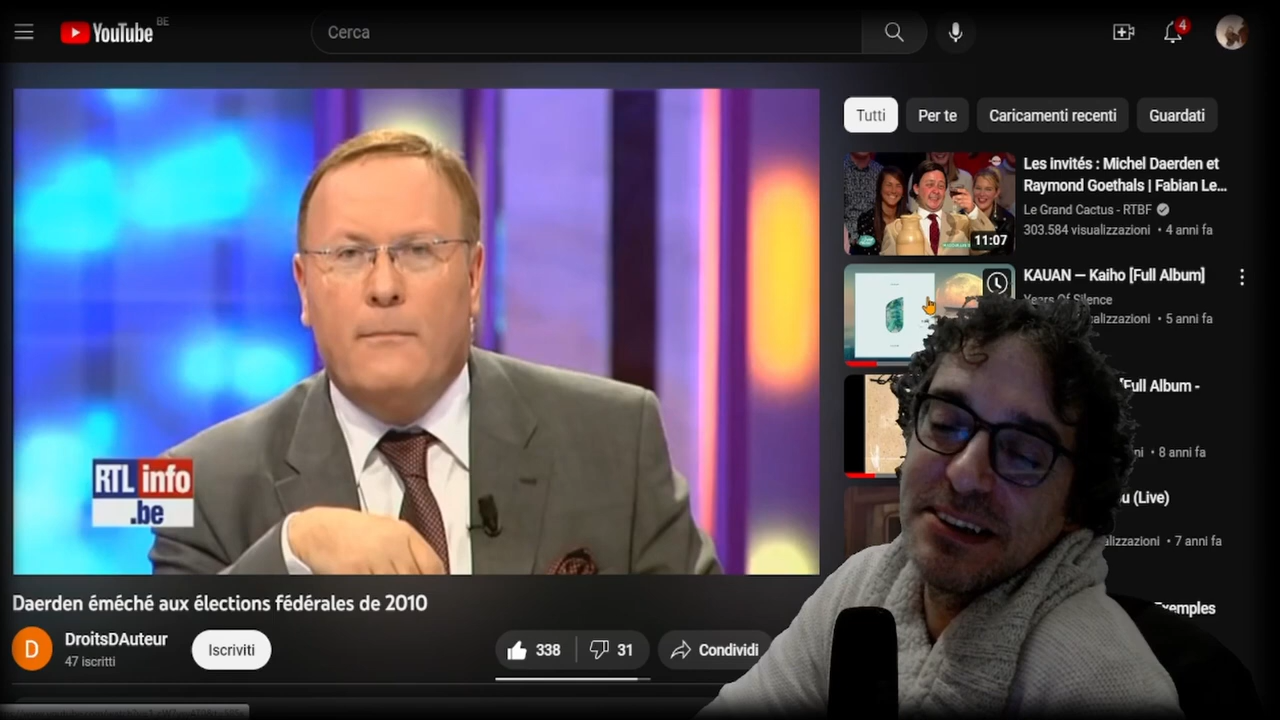 YouTube
BE
Cerca
4
Tutti
Per te
Caricamenti recenti
Guardati
Les invités : Michel Daerden et
Raymond Goethals | Fabian Le...
Le Grand Cactus - RTBF
303.584 visualizzazioni • 4 anni fa
11:07
KAUAN — Kaiho [Full Album]
Years Of Silence
alizzazioni • 5 anni fa
[Full Album -
ni • 8 anni fa
u (Live)
alizzazioni • 7 anni fa
Exemples
RTL info
.be
Daerden éméché aux élections fédérales de 2010
D
DroitsDAuteur
47 iscritti
Iscriviti
338
31
Condividi